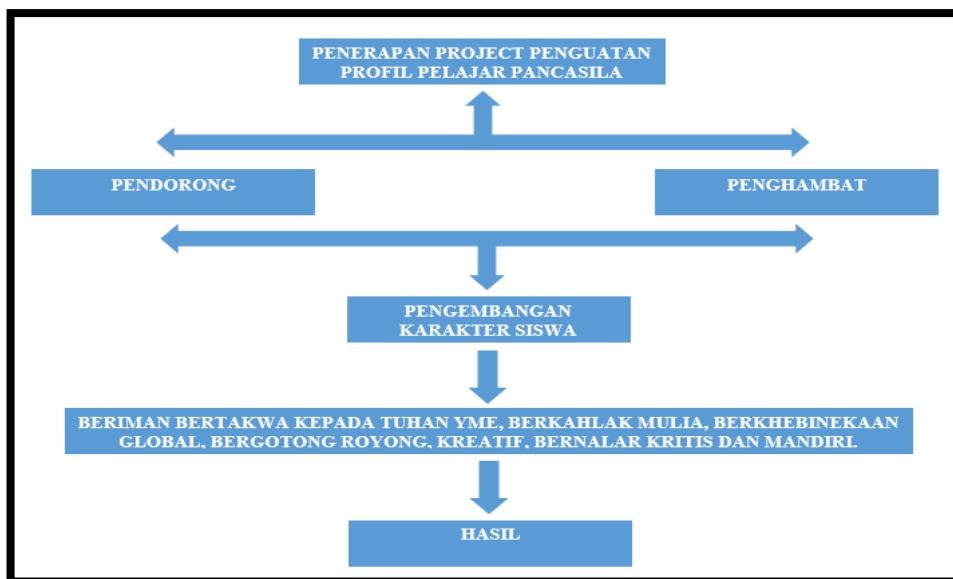 PENERAPAN PROJECT PENGUATAN
PROFIL PELAJAR PANCASILA
PENDORONG
PENGHAMBAT
PENGEMBANGAN
KARAKTER SISWA
BERIMAN BERTAKWA KEPADA TUHAN YME, BERKAHLAK MULIA, BERKHEBINEKAAN
GLOBAL, BERGOTONG ROYONG, KREATIF, BERNALAR KRITIS DAN MANDIRI.
HASIL